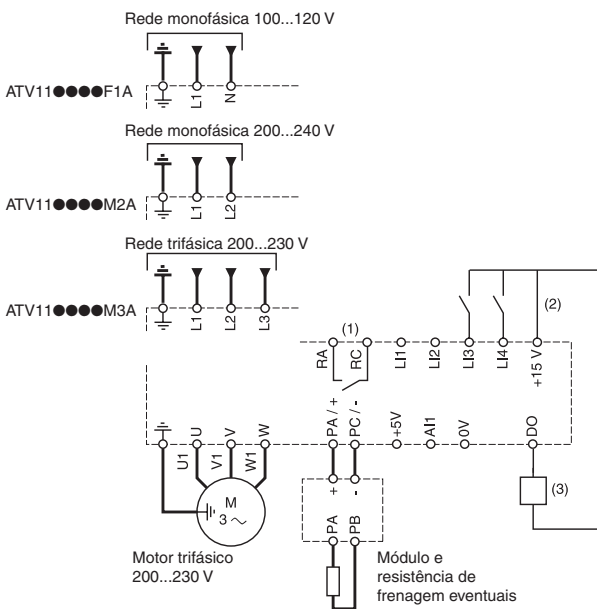 Rede monofásica 100...120 V
ATV11●●●●F1A
L1
N
Rede monofásica 200...240 V
ATV11●●●●M2A
L1
L2
Rede trifásica 200...230 V
ATV11●●●●M3A
L1
L2
L3
(1)
(2)
RA
RC
LI1
LI2
LI3
LI4
+15 V
U
V
W
PA / +
PC / -
+5V
AI1
0V
DO
U1
V1
W1
M
3 ~
+
-
PA
PB
(3)
Motor trifásico
200...230 V
Módulo e
resistência de
frenagem eventuais